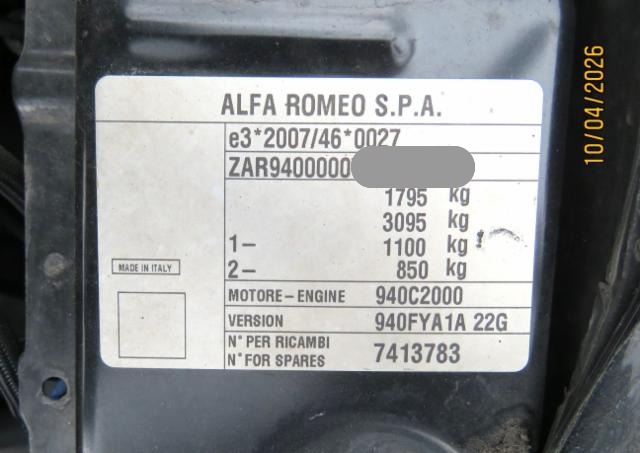 ALFA ROMEO S.P.A.
e3*2007/46*0027
ZAR9400000
1795 kg
3095 kg
1– 1100 kg
2– 850 kg
MADE IN ITALY
MOTORE – ENGINE 940C2000
VERSION 940FYA1A 22G
N° PER RICAMBI
N° FOR SPARES 7413783
10/04/2026